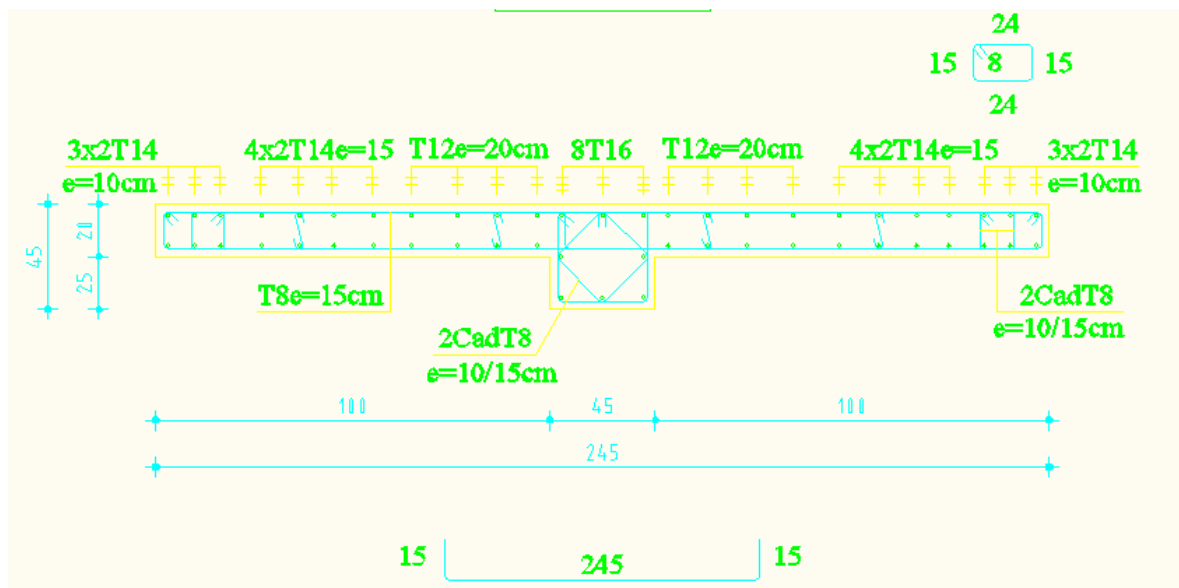 24
15 8 15
24
3x2T14 4x2T14e=15 T12e=20cm 8T16 T12e=20cm 4x2T14e=15 3x2T14
e=10cm e=10cm
45
20
25
T8e=15cm
2CadT8
e=10/15cm
2CadT8
e=10/15cm
100 45 100
245
15 245 15